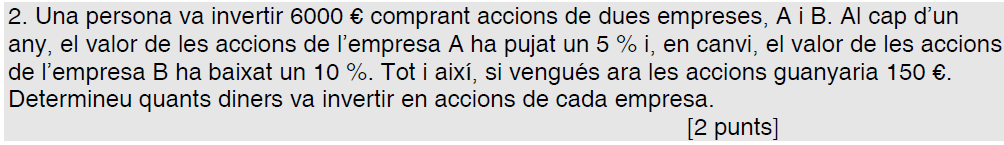 2. Una persona va invertir 6000 € comprant accions de dues empreses, A i B. Al cap d’un
any, el valor de les accions de l’empresa A ha pujat un 5 % i, en canvi, el valor de les accions
de l’empresa B ha baixat un 10 %. Tot i així, si vengués ara les accions guanyaria 150 €.
Determineu quants diners va invertir en accions de cada empresa.
[2 punts]